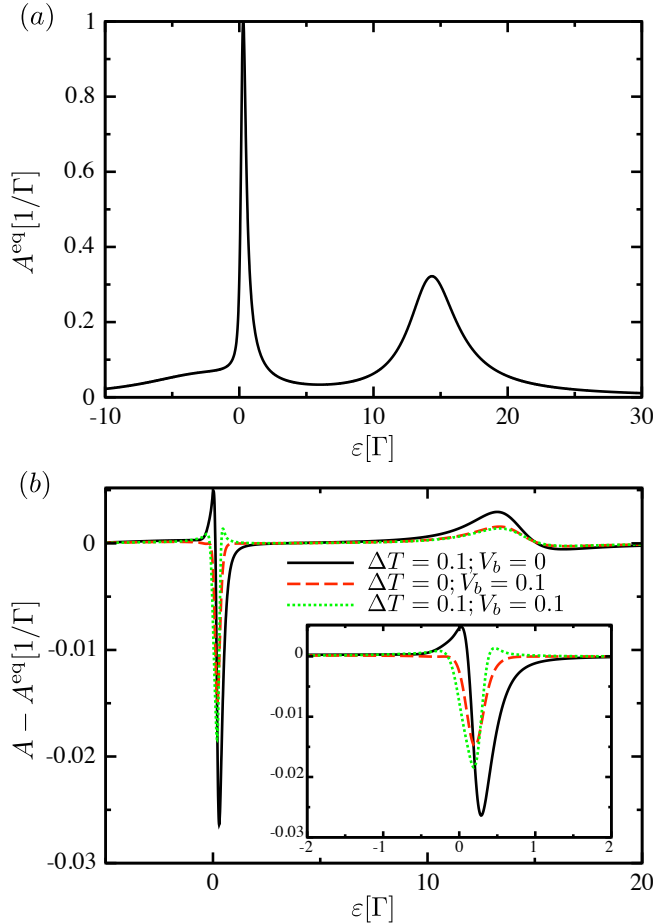 (a)
1
0.8
0.6
0.4
0.2
0
A^eq[1/Γ]
-10 0 10 20 30
ε[Γ]
(b)
0
-0.01
-0.02
-0.03
A − A^eq[1/Γ]
ΔT = 0.1; V_b = 0
ΔT = 0; V_b = 0.1
ΔT = 0.1; V_b = 0.1
0
-0.01
-0.02
-0.03
-2 -1 0 1 2
0 10 20
ε[Γ]